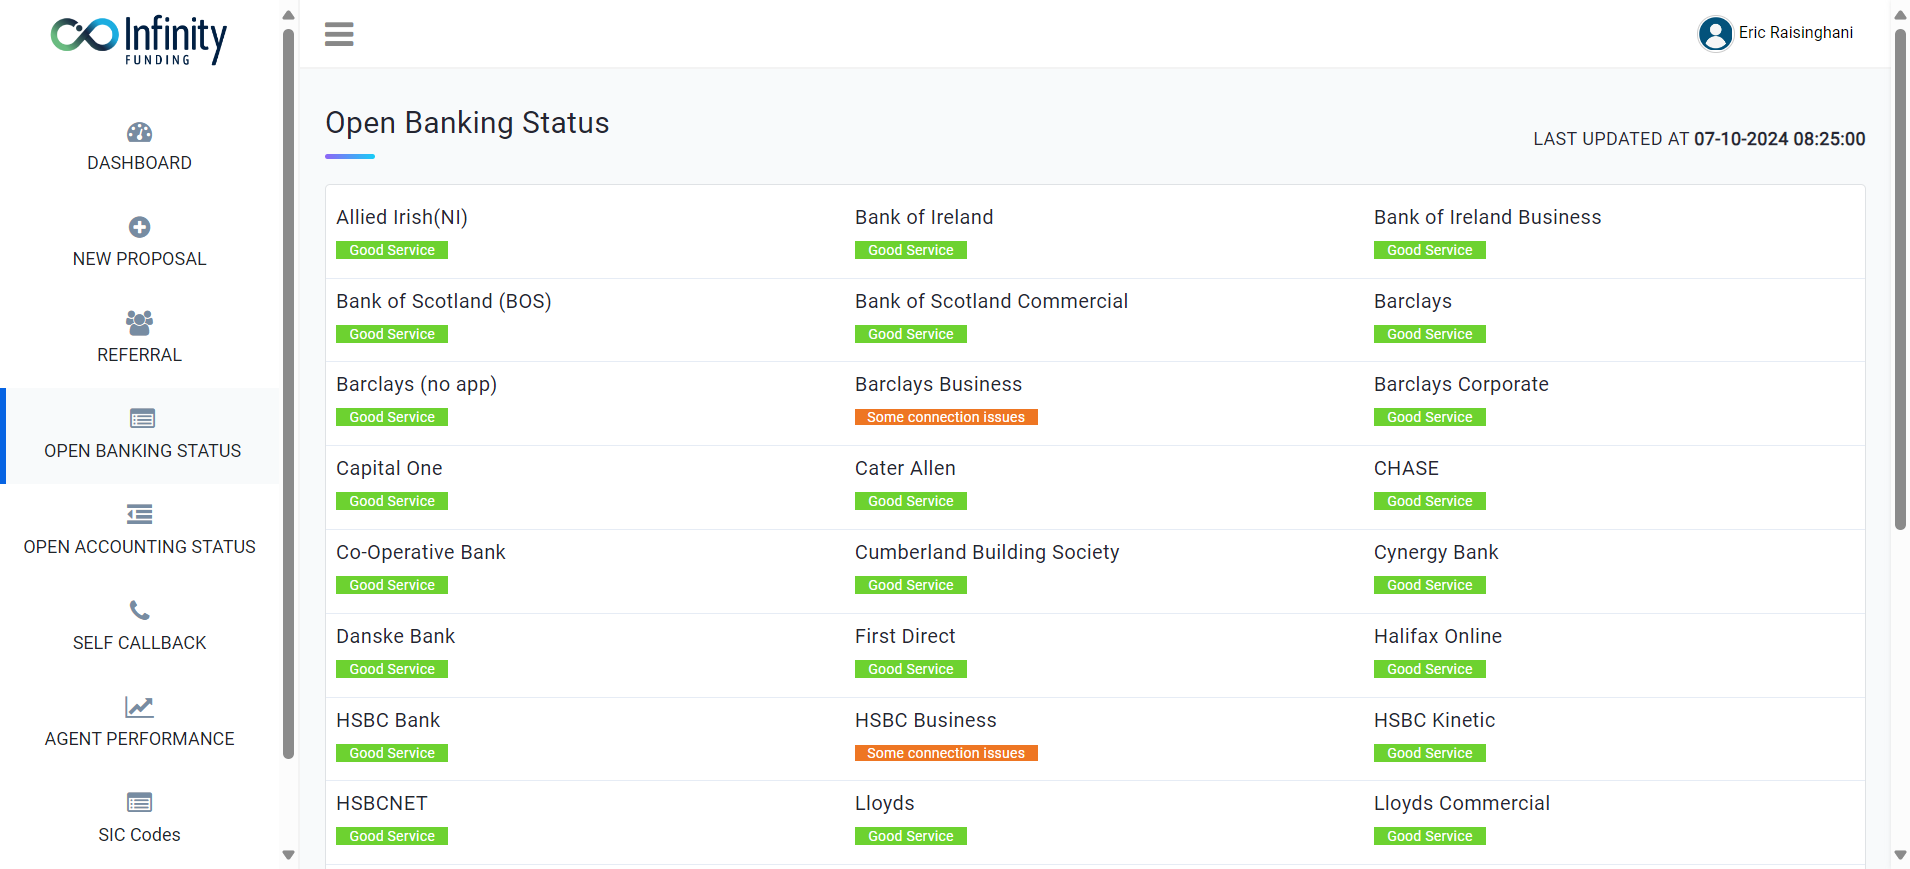 Infinity
FUNDING
Eric Raisinghani
DASHBOARD
NEW PROPOSAL
REFERRAL
OPEN BANKING STATUS
OPEN ACCOUNTING STATUS
SELF CALLBACK
AGENT PERFORMANCE
SIC Codes
Open Banking Status
LAST UPDATED AT 07-10-2024 08:25:00
Allied Irish(NI)
Good Service
Bank of Ireland
Good Service
Bank of Ireland Business
Good Service
Bank of Scotland (BOS)
Good Service
Bank of Scotland Commercial
Good Service
Barclays
Good Service
Barclays (no app)
Good Service
Barclays Business
Some connection issues
Barclays Corporate
Good Service
Capital One
Good Service
Cater Allen
Good Service
CHASE
Good Service
Co-Operative Bank
Good Service
Cumberland Building Society
Good Service
Cynergy Bank
Good Service
Danske Bank
Good Service
First Direct
Good Service
Halifax Online
Good Service
HSBC Bank
Good Service
HSBC Business
Some connection issues
HSBC Kinetic
Good Service
HSBCNET
Good Service
Lloyds
Good Service
Lloyds Commercial
Good Service